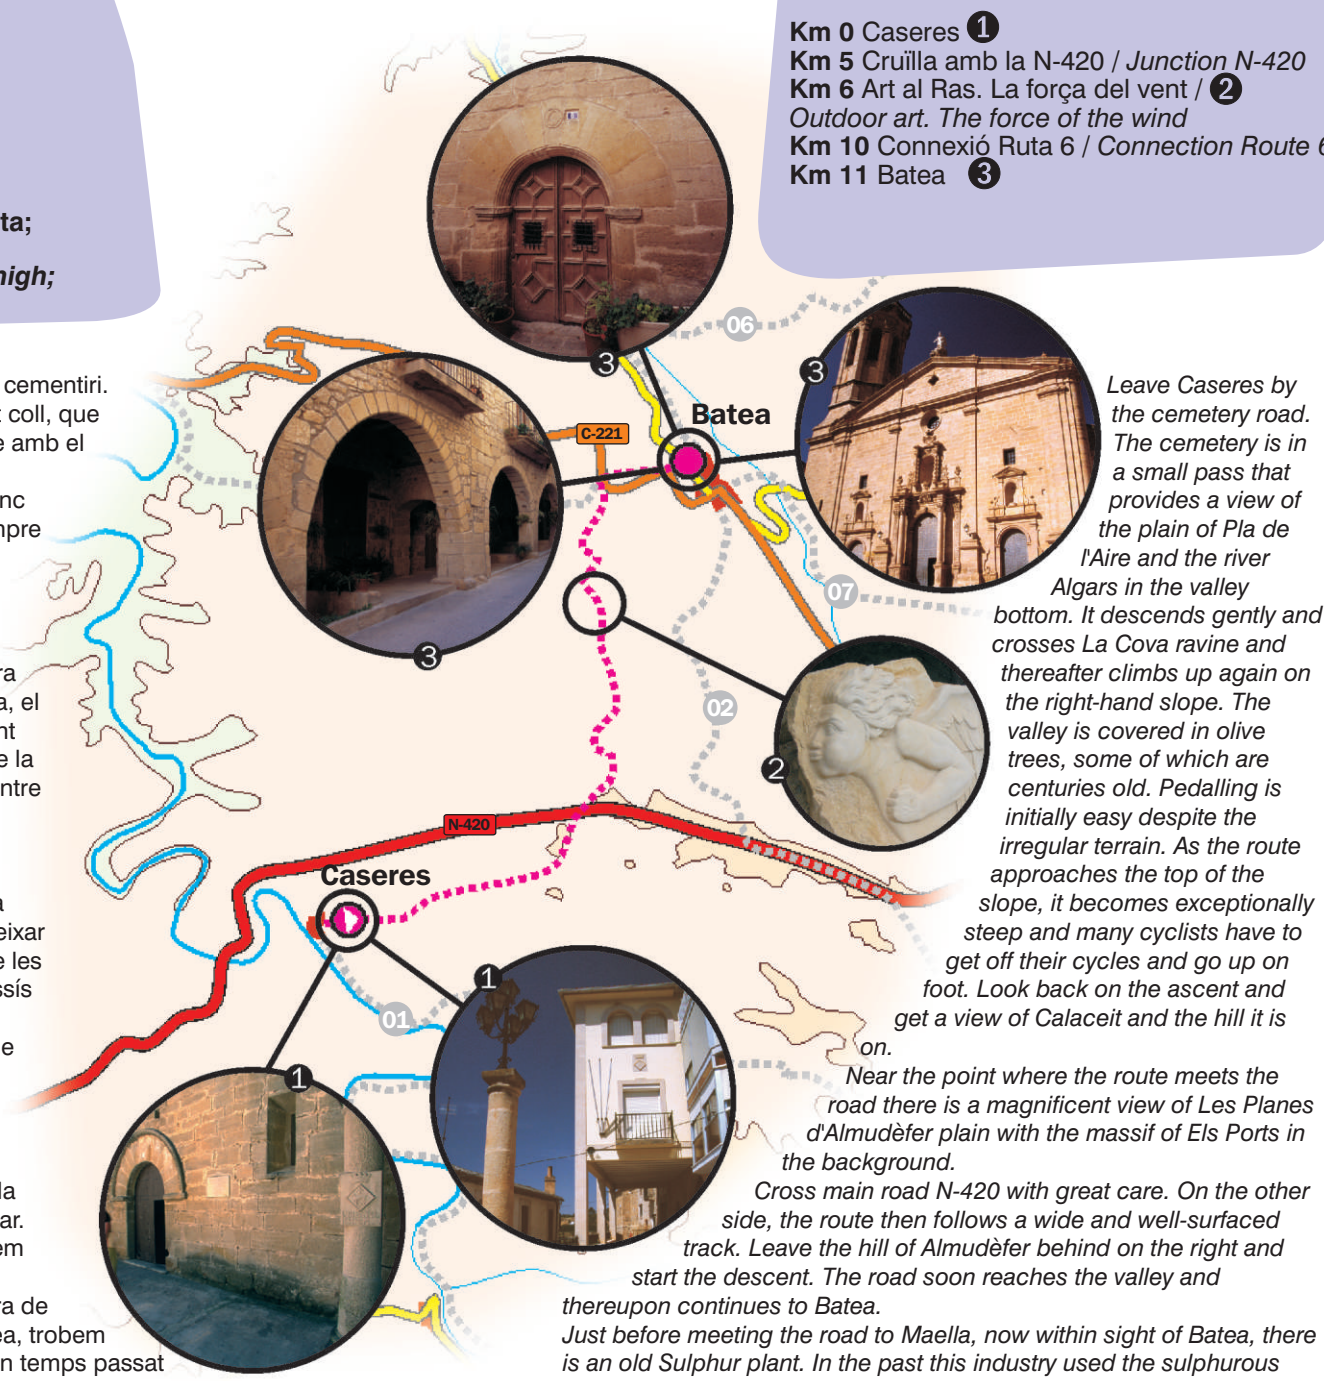 ta;
high;
Km 0 Caseres 1
Km 5 Cruïlla amb la N-420 / Junction N-420
Km 6 Art al Ras. La força del vent / 2
Outdoor art. The force of the wind
Km 10 Connexió Ruta 6 / Connection Route 6
Km 11 Batea 3
cementiri.
coll, que
amb el
06
3
3
Batea
C-221
3
07
02
2
N-420
Caseres
1
01
1
Leave Caseres by
the cemetery road.
The cemetery is in
a small pass that
provides a view of
the plain of Pla de
l'Aire and the river
Algars in the valley
bottom. It descends gently and
crosses La Cova ravine and
thereafter climbs up again on
the right-hand slope. The
valley is covered in olive
trees, some of which are
centuries old. Pedalling is
initially easy despite the
irregular terrain. As the route
approaches the top of the
slope, it becomes exceptionally
steep and many cyclists have to
get off their cycles and go up on
foot. Look back on the ascent and
get a view of Calaceit and the hill it is
on.
Near the point where the route meets the
road there is a magnificent view of Les Planes
d'Almudèfer plain with the massif of Els Ports in
the background.
Cross main road N-420 with great care. On the other
side, the route then follows a wide and well-surfaced
track. Leave the hill of Almudèfer behind on the right and
start the descent. The road soon reaches the valley and
thereupon continues to Batea.
Just before meeting the road to Maella, now within sight of Batea, there
is an old Sulphur plant. In the past this industry used the sulphurous
nc
mpre
ra
a, el
nt
e la
ntre
a
eixar
e les
ssís
e
la
ar.
em
ra de
ea, trobem
n temps passat